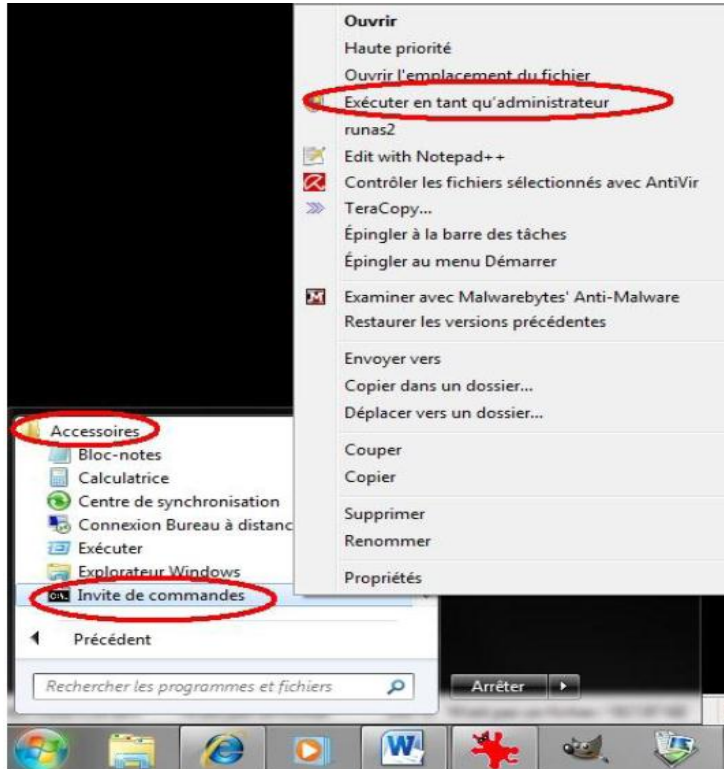 Ouvrir
Haute priorité
Ouvrir l'emplacement du fichier
Exécuter en tant qu'administrateur
runas2
Edit with Notepad++
Contrôler les fichiers sélectionnés avec AntiVir
TeraCopy...
Épingler à la barre des tâches
Épingler au menu Démarrer
Examiner avec Malwarebytes' Anti-Malware
Restaurer les versions précédentes
Envoyer vers
Copier dans un dossier...
Déplacer vers un dossier...
Couper
Copier
Supprimer
Renommer
Propriétés
Accessoires
Bloc-notes
Calculatrice
Centre de synchronisation
Connexion Bureau à distanc
Exécuter
Explorateur Windows
Invite de commandes
Précédent
Rechercher les programmes et fichiers
Arrêter